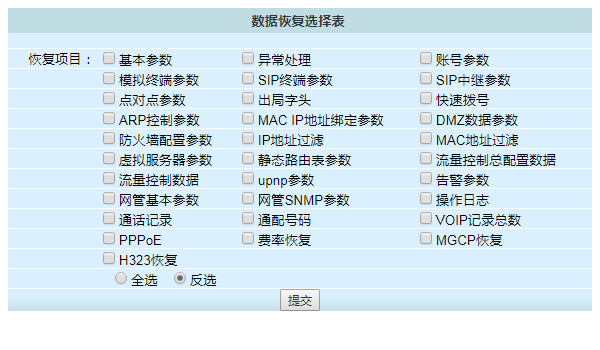 数据恢复选择表
恢复项目： 基本参数 异常处理 账号参数
模拟终端参数 SIP终端参数 SIP中继参数
点对点参数 出局字头 快速拨号
ARP控制参数 MAC IP地址绑定参数 DMZ数据参数
防火墙配置参数 IP地址过滤 MAC地址过滤
虚拟服务器参数 静态路由表参数 流量控制总配置数据
流量控制数据 upnp参数 告警参数
网管基本参数 网管SNMP参数 操作日志
通话记录 通配号码 VOIP记录总数
PPPoE 费率恢复 MGCP恢复
H323恢复
全选 反选
提交